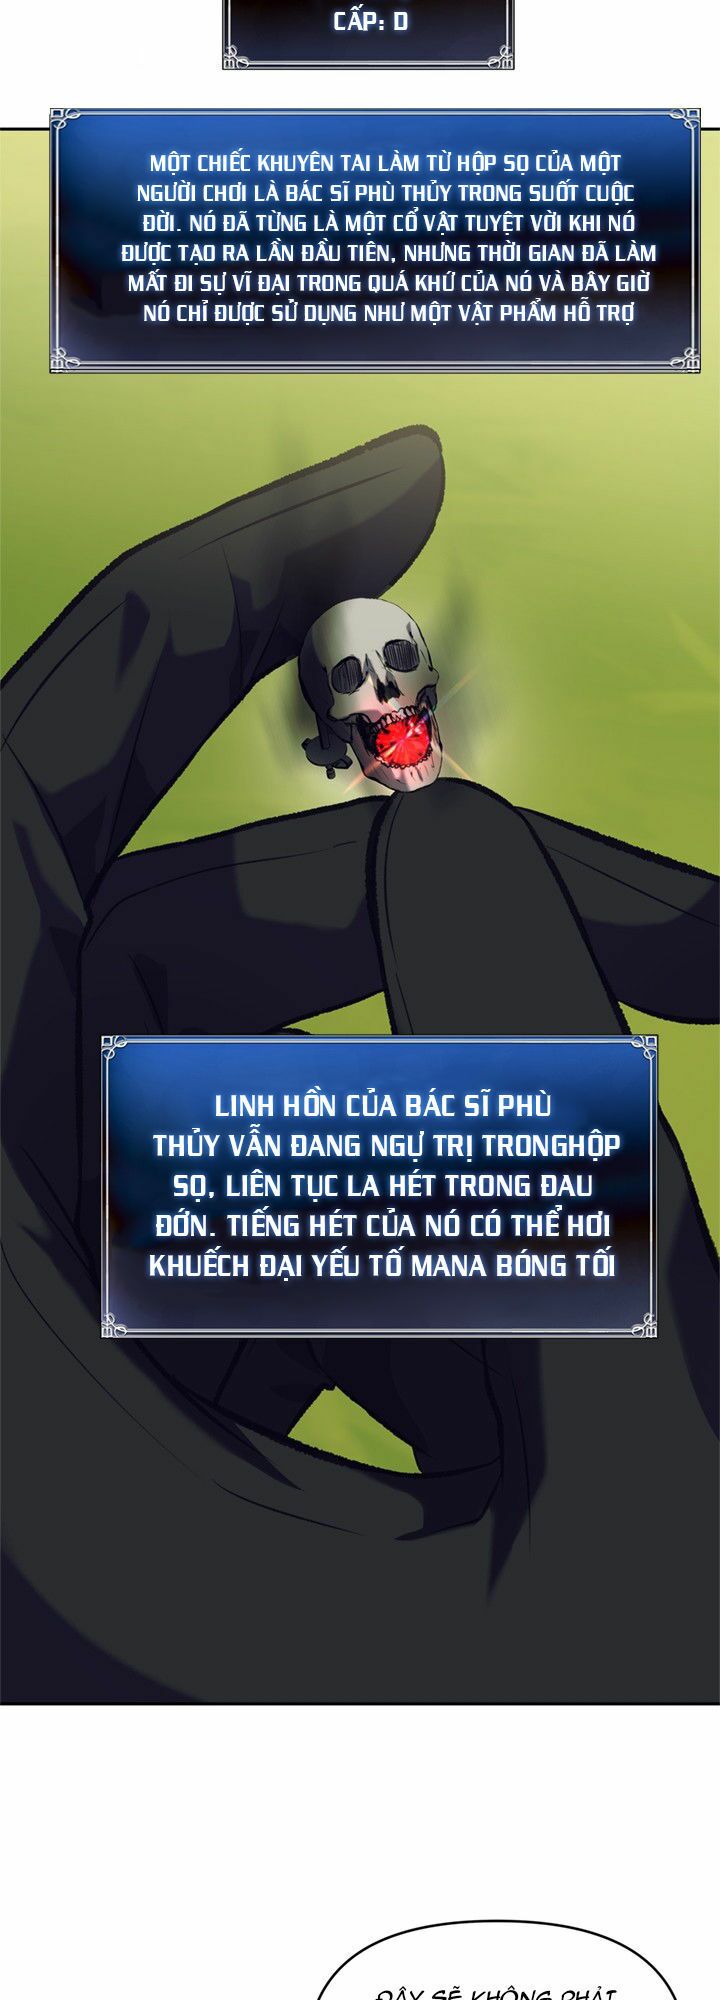 CẤP: D
MỘT CHIẾC KHUYÊN TAI LÀM TỪ HỘP SỌ CỦA MỘT
NGƯỜI CHƠI LÀ BÁC SĨ PHÙ THỦY TRONG SUỐT CUỘC
ĐỜI. NÓ ĐÃ TỪNG LÀ MỘT CỔ VẬT TUYỆT VỜI KHI NÓ
ĐƯỢC TẠO RA LẦN ĐẦU TIÊN, NHƯNG THỜI GIAN ĐÃ LÀM
MẤT ĐI SỰ VĨ ĐẠI TRONG QUÁ KHỨ CỦA NÓ VÀ BÂY GIỜ
NÓ CHỈ ĐƯỢC SỬ DỤNG NHƯ MỘT VẬT PHẨM HỖ TRỢ
LINH HỒN CỦA BÁC SĨ PHÙ
THỦY VẪN ĐANG NGỰ TRỊ TRONGHỘP
SỌ, LIÊN TỤC LA HÉT TRONG ĐAU
ĐỚN. TIẾNG HÉT CỦA NÓ CÓ THỂ HƠI
KHUẾCH ĐẠI YẾU TỐ MANA BÓNG TỐI
ĐÂY SẼ KHÔNG PHẢI